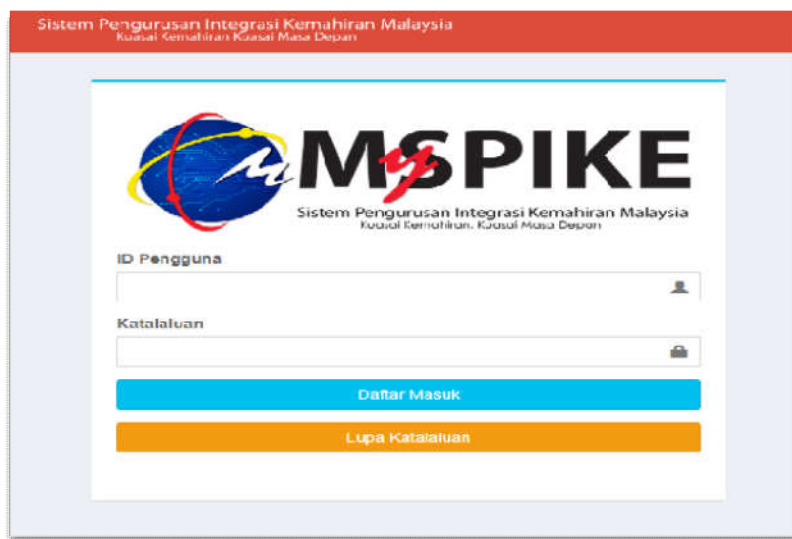 Sistem Pengurusan Integrasi Kemahiran Malaysia
Kuasai Kemahiran Kuasai Masa Depan
MySPIKE
Sistem Pengurusan Integrasi Kemahiran Malaysia
Kuasai Kemahiran, Kuasai Masa Depan
ID Pengguna
Katalaluan
Daftar Masuk
Lupa Katalaluan